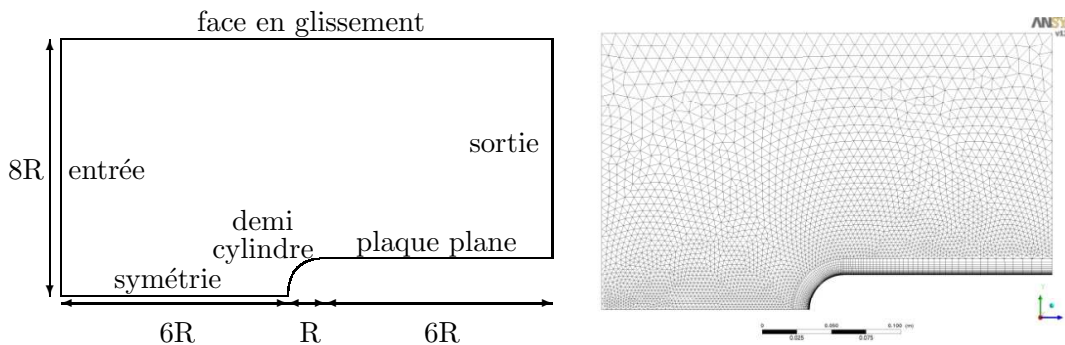 face en glissement
8R
entrée
sortie
demi
cylindre
plaque plane
symétrie
6R
R
6R
0
0.050
0.100 (m)
0.025
0.075